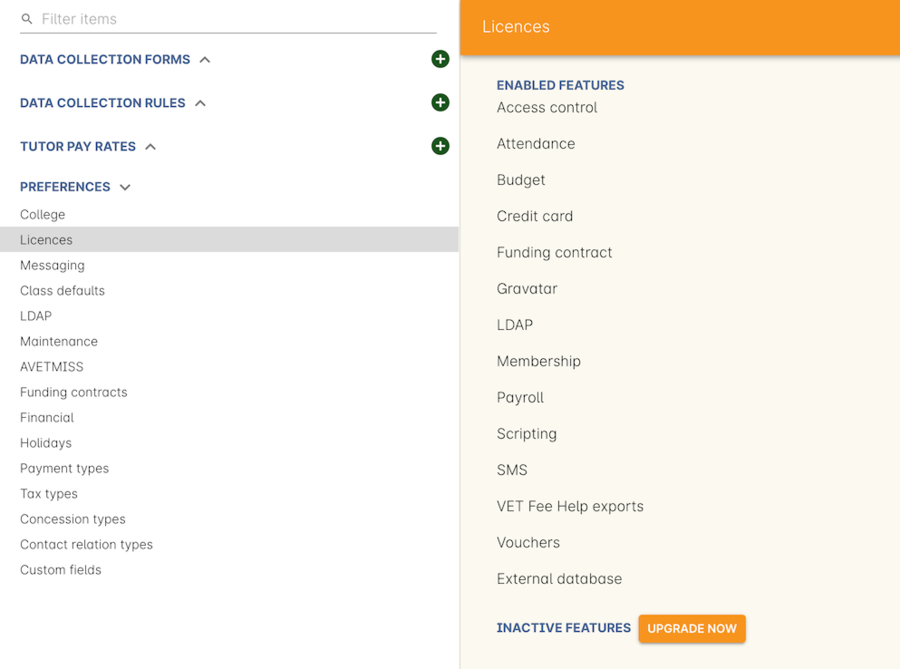 Filter items
DATA COLLECTION FORMS
DATA COLLECTION RULES
TUTOR PAY RATES
PREFERENCES
College
Licences
Messaging
Class defaults
LDAP
Maintenance
AVETMISS
Funding contracts
Financial
Holidays
Payment types
Tax types
Concession types
Contact relation types
Custom fields
Licences
ENABLED FEATURES
Access control
Attendance
Budget
Credit card
Funding contract
Gravatar
LDAP
Membership
Payroll
Scripting
SMS
VET Fee Help exports
Vouchers
External database
INACTIVE FEATURES UPGRADE NOW